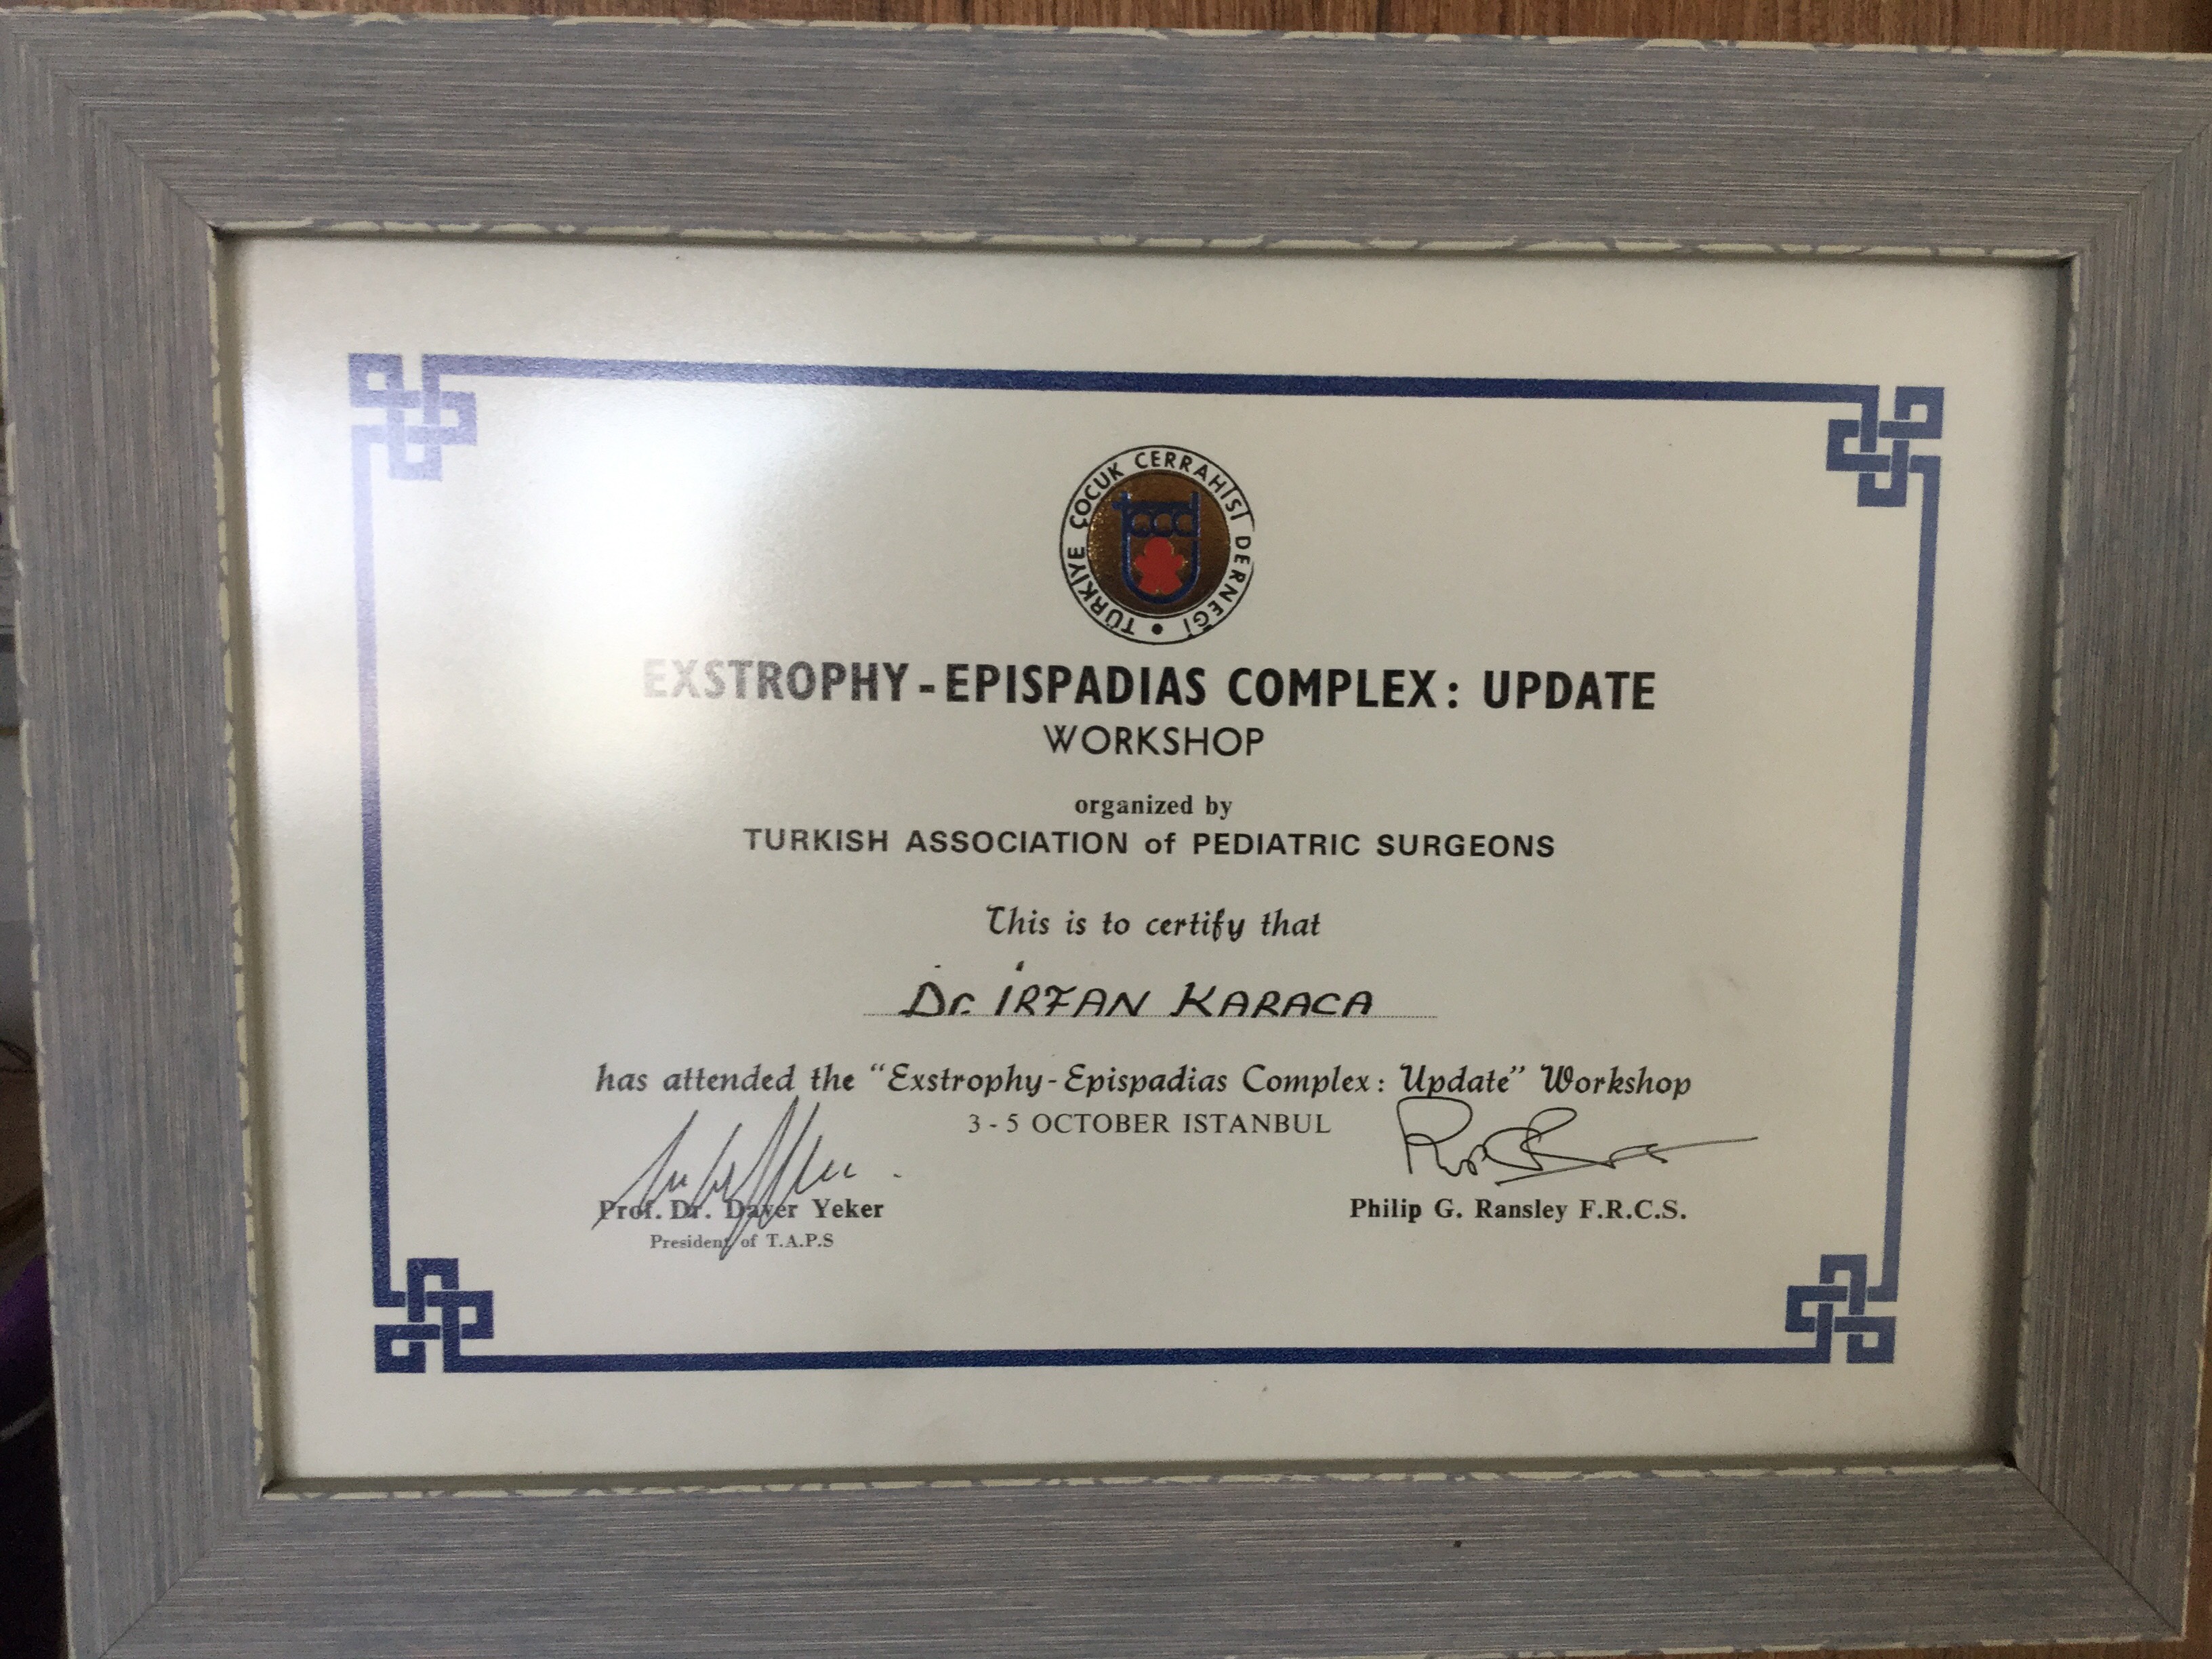 TÜRKİYE ÇOCUK CERRAHİSİ DERNEĞİ
tccd
EXSTROPHY - EPISPADIAS COMPLEX : UPDATE
WORKSHOP
organized by
TURKISH ASSOCIATION of PEDIATRIC SURGEONS
This is to certify that
Dr. İRFAN KARACA
has attended the "Exstrophy - Epispadias Complex : Update" Workshop
3 - 5 OCTOBER ISTANBUL
Prof. Dr. Daver Yeker
President of T.A.P.S
Philip G. Ransley F.R.C.S.